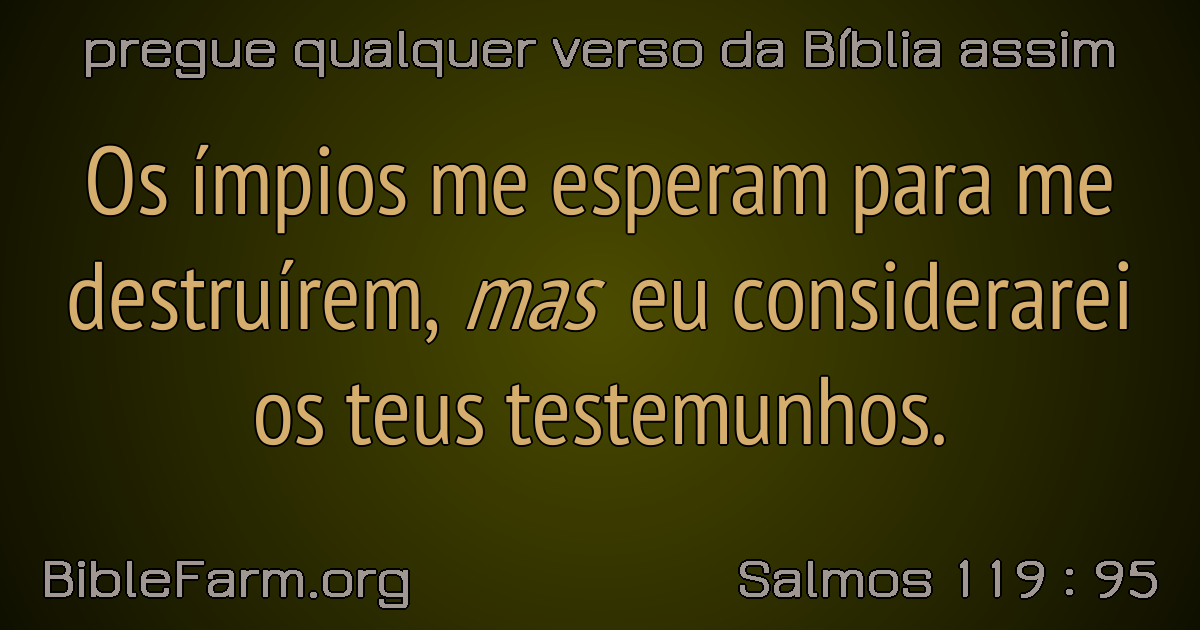 pregue qualquer verso da Bíblia assim
Os ímpios me esperam para me
destruírem, mas eu considerarei
os teus testemunhos.
BibleFarm.org
Salmos 119 : 95